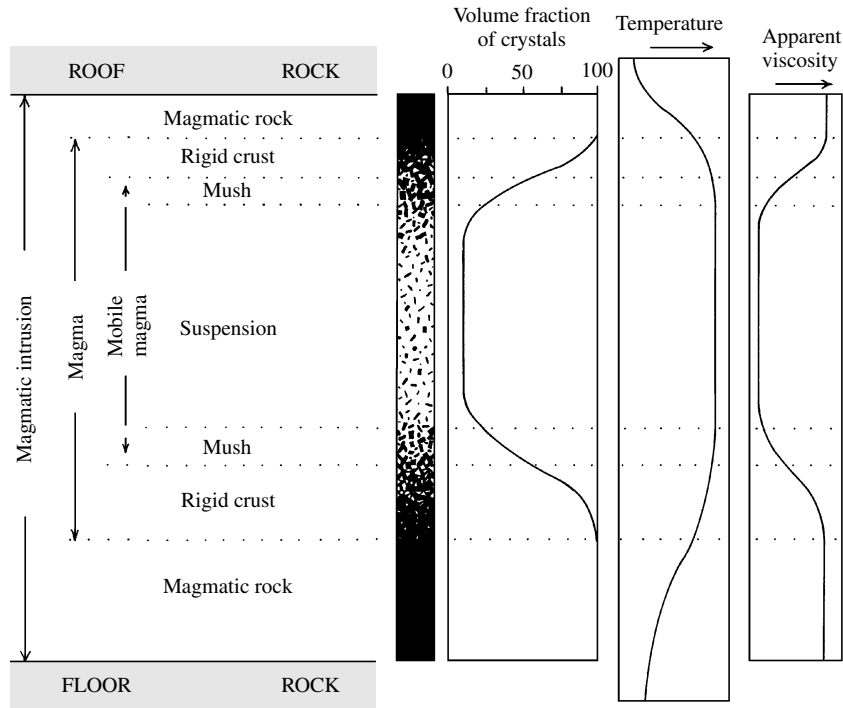 Volume fraction
of crystals
Temperature
Apparent
viscosity
0 50 100
ROOF ROCK
Magmatic rock
Rigid crust
Mush
Magmatic intrusion
Magma
Mobile
magma
Suspension
Mush
Rigid crust
Magmatic rock
FLOOR ROCK